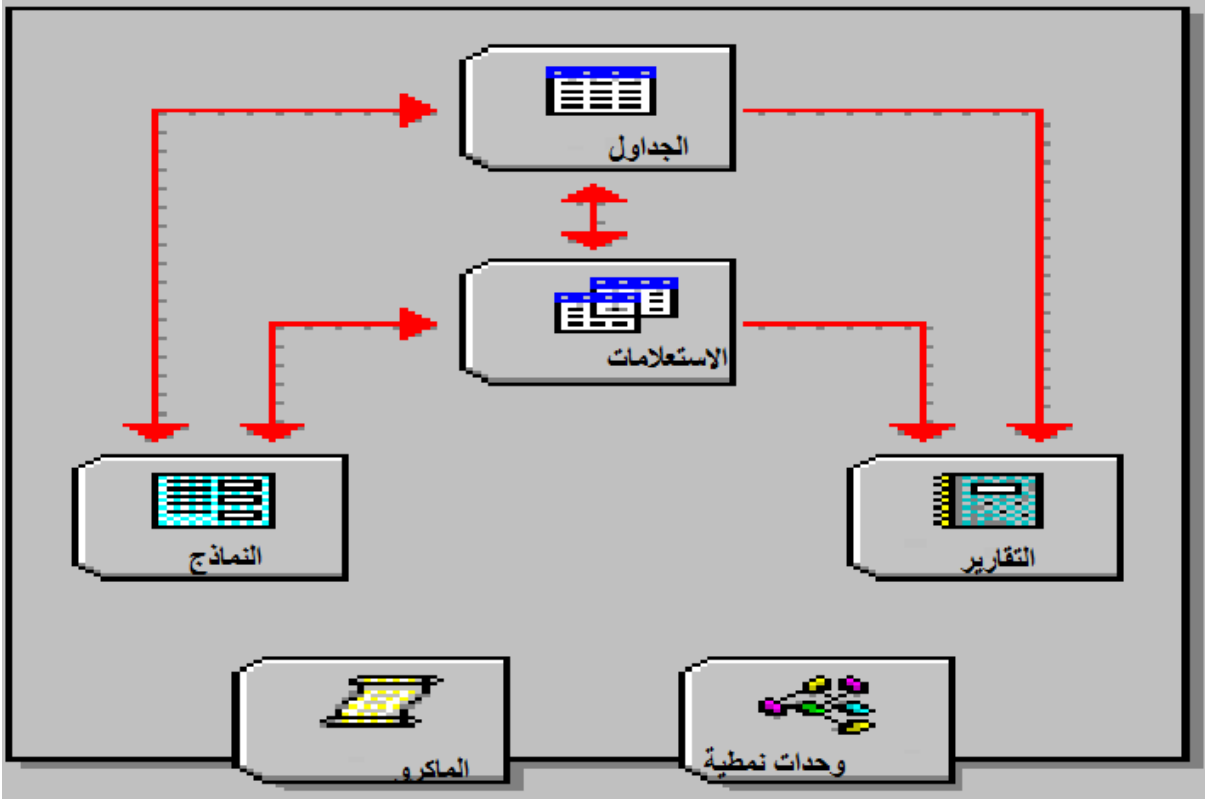 الجداول
الاستعلامات
النماذج
التقارير
الماكرو
وحدات نمطية